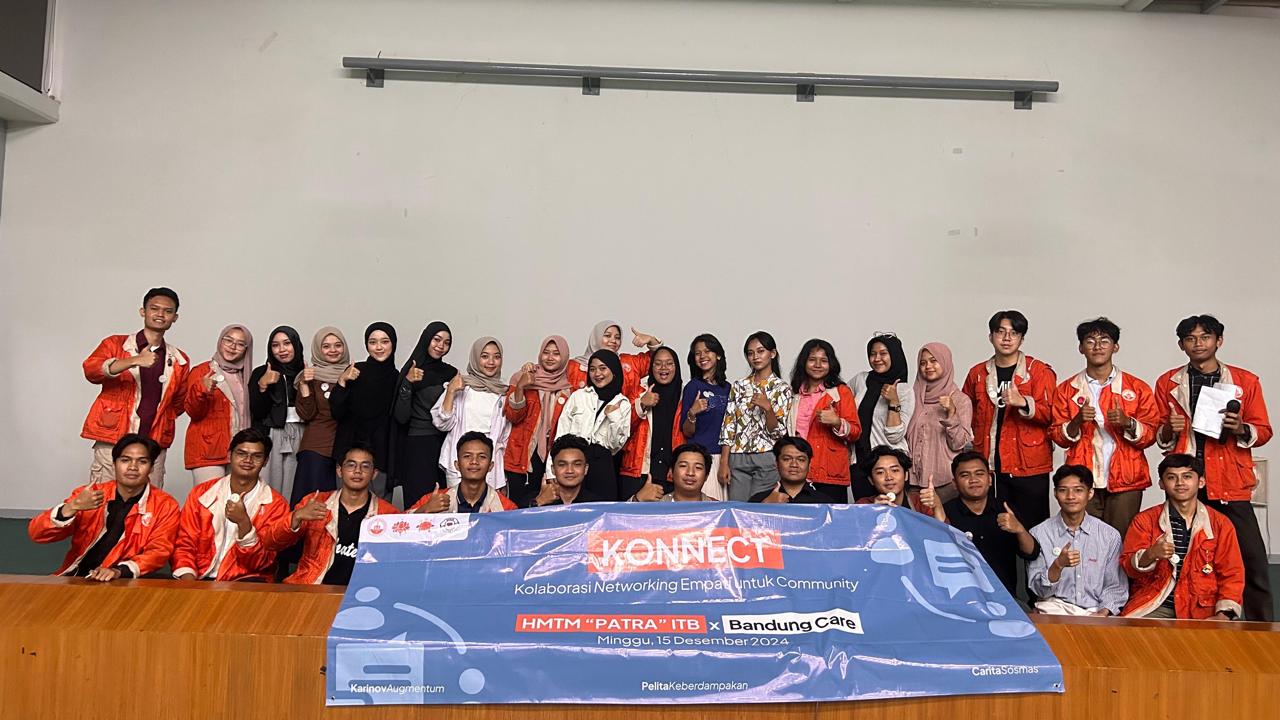 KONNECT
Kolaborasi Networking Empati untuk Community
HMTM "PATRA" ITB x Bandung Care
Minggu, 15 Desember 2024
KarinovAugmentum
PelitaKeberdampakan
CaritaSosmas